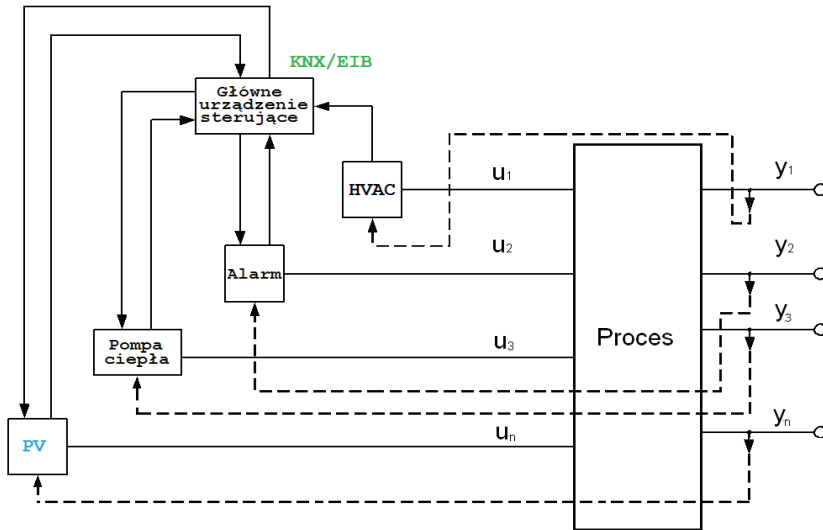 KNX/EIB
Główne
urządzenie
sterujące
HVAC
u1
y1
Alarm
u2
y2
Pompa
ciepła
u3
y3
Proces
PV
un
yn